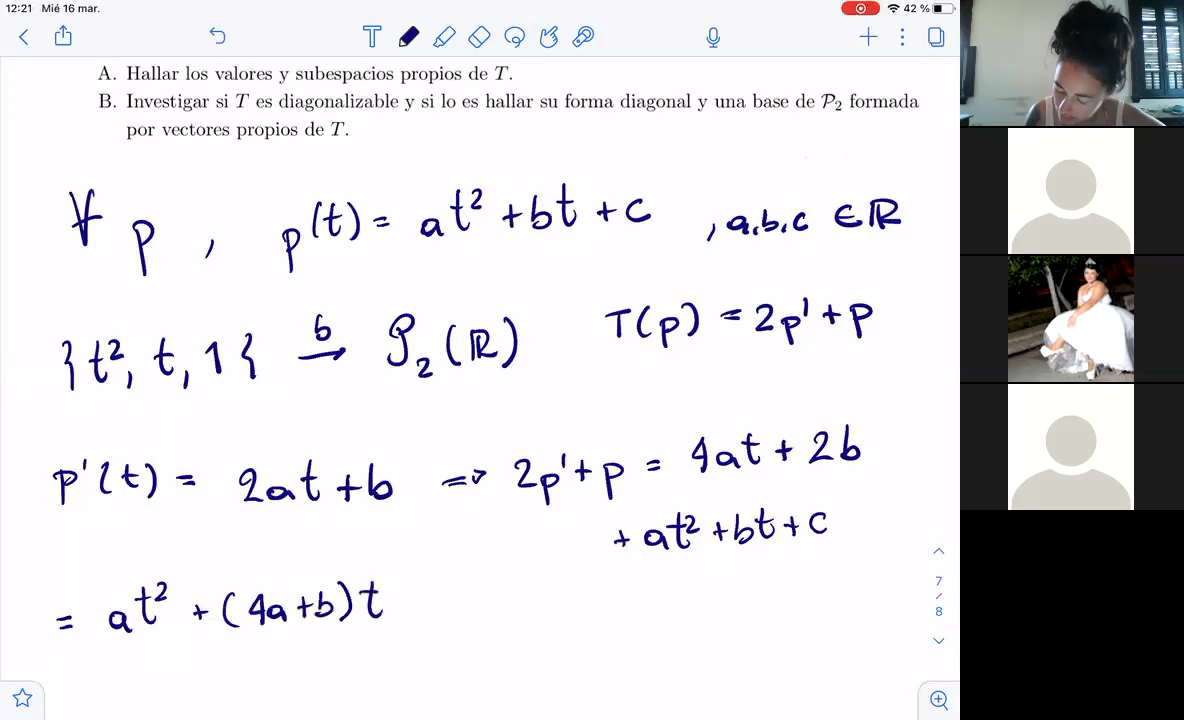 12:21 Mié 16 mar. 42 %
A. Hallar los valores y subespacios propios de T.
B. Investigar si T es diagonalizable y si lo es hallar su forma diagonal y una base de 𝒫₂ formada
por vectores propios de T.
∀ p , p(t) = at² + bt + c , a,b,c ∈ ℝ
{t², t, 1} b→ 𝒫₂(ℝ) T(p) = 2p' + p
p'(t) = 2at + b => 2p' + p = 4at + 2b
+ at² + bt + c
= at² + (4a+b)t
7
/
8